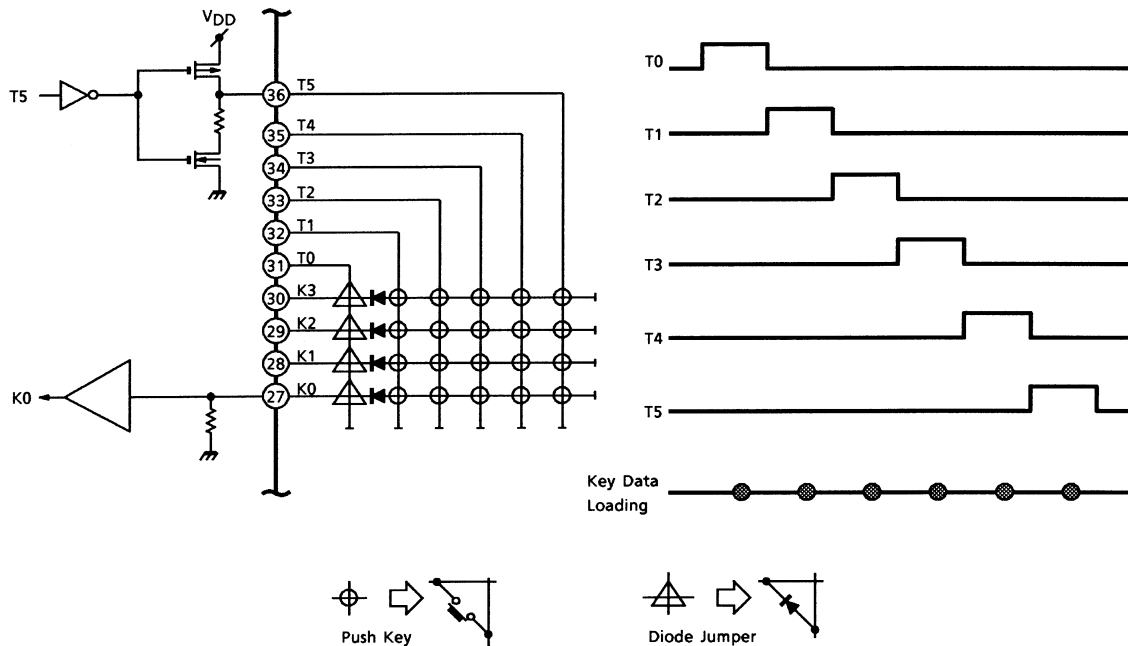 VDD
T5
36 T5
35 T4
34 T3
33 T2
32 T1
31 T0
30 K3
29 K2
28 K1
27 K0
K0
T0
T1
T2
T3
T4
T5
Key Data
Loading
Push Key
Diode Jumper